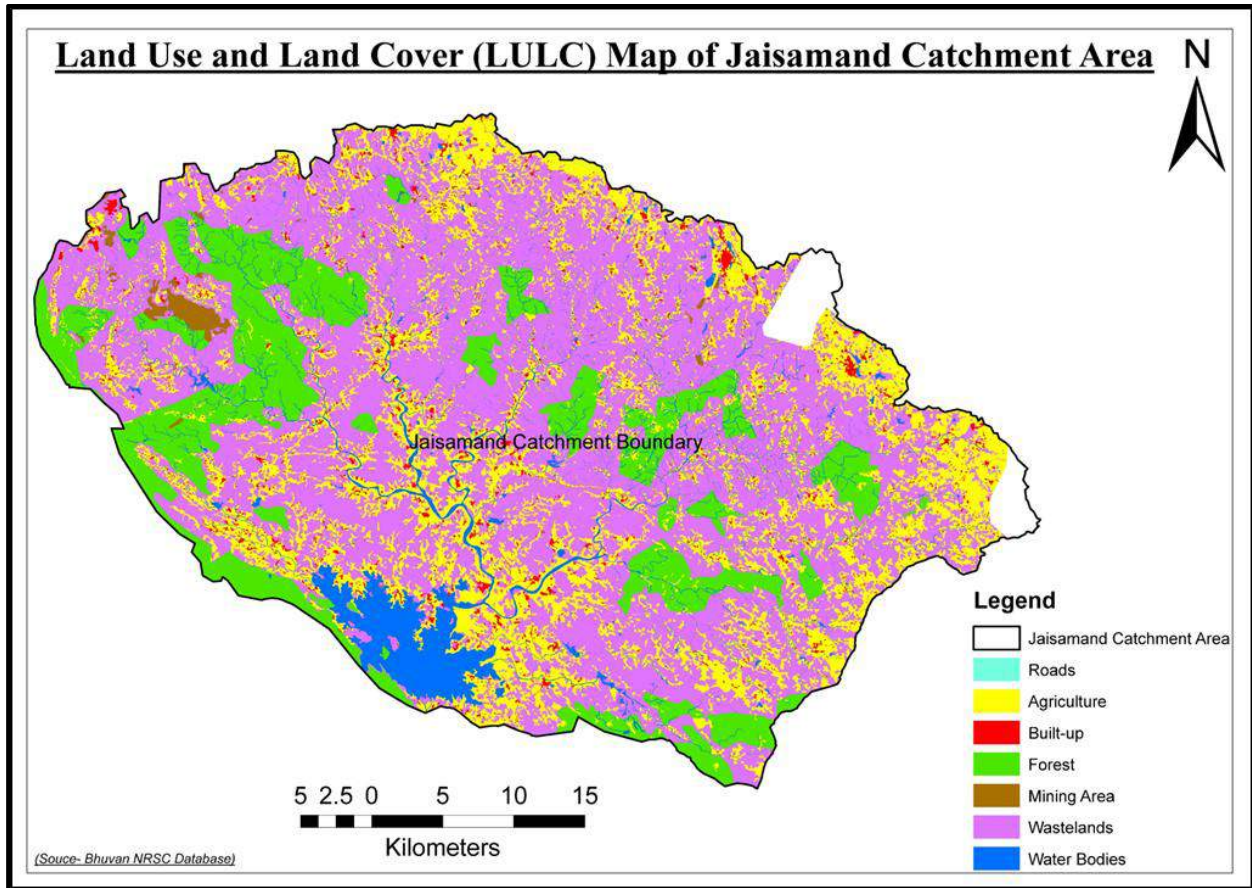 Land Use and Land Cover (LULC) Map of Jaisamand Catchment Area
N
Jaisamand Catchment Boundary
Legend
Jaisamand Catchment Area
Roads
Agriculture
Built-up
Forest
Mining Area
Wastelands
Water Bodies
5 2.5 0 5 10 15
Kilometers
(Souce- Bhuvan NRSC Database)